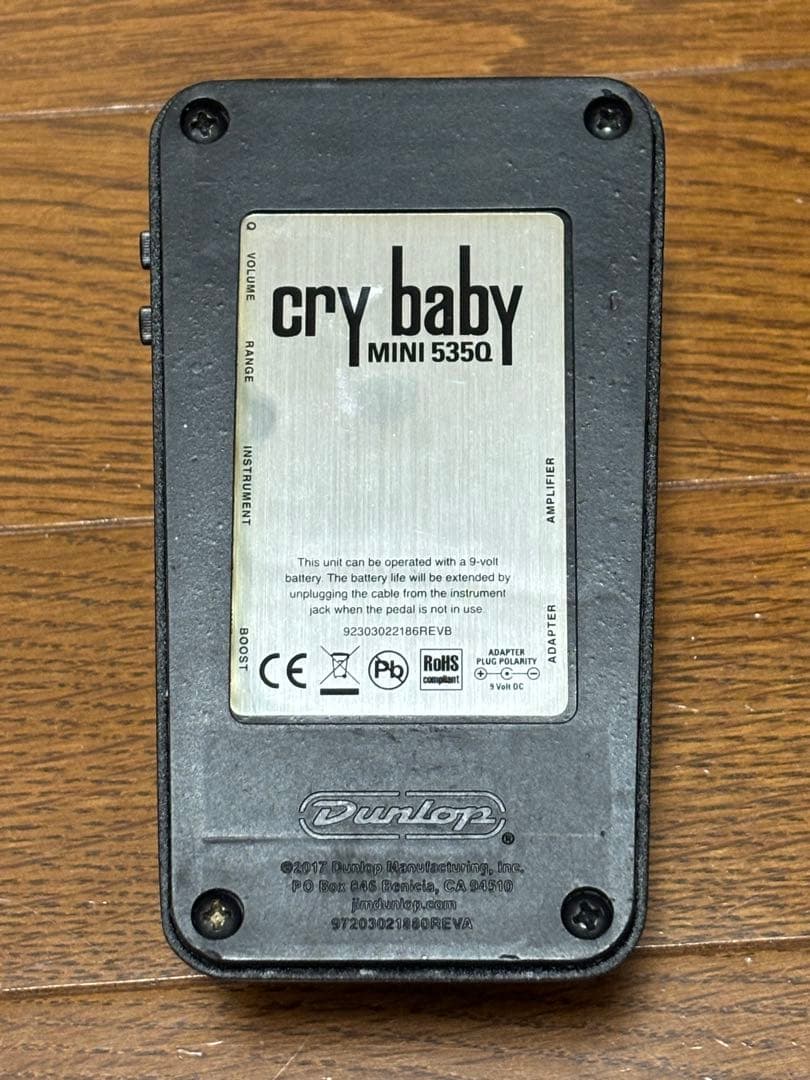 Q
VOLUME
RANGE
INSTRUMENT
BOOST
cry baby
MINI 535Q
AMPLIFIER
ADAPTER
This unit can be operated with a 9-volt
battery. The battery life will be extended by
unplugging the cable from the instrument
jack when the pedal is not in use.
92303022186REVB
CE
Pb
RoHS
compliant
ADAPTER
PLUG POLARITY
9 Volt DC
Dunlop®
©2017 Dunlop Manufacturing, Inc.
PO Box 846 Benicia, CA 94510
jimdunlop.com
97203021880REVA